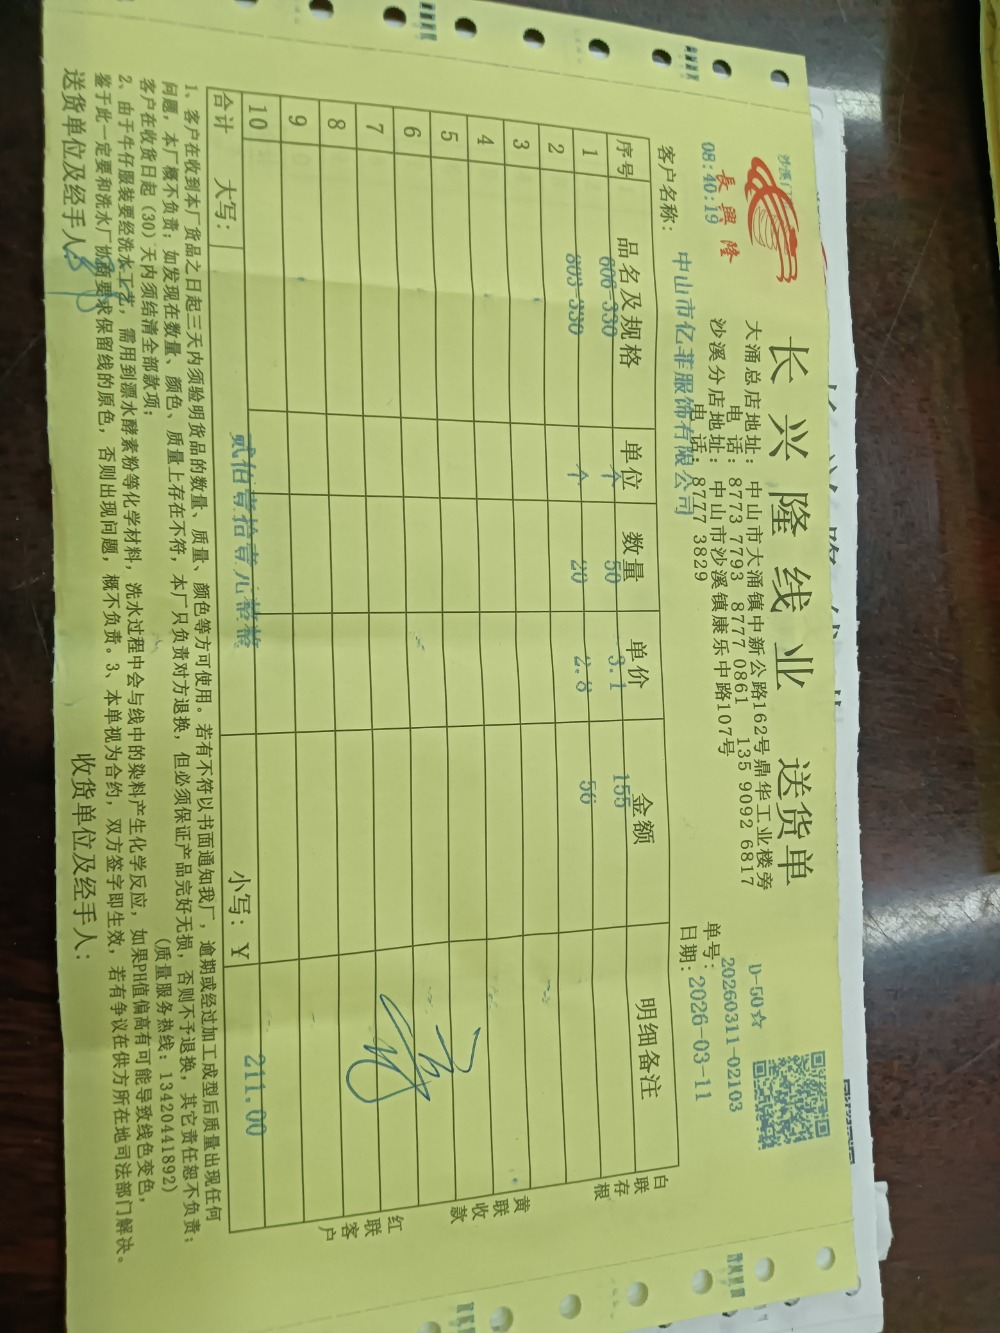 长兴隆线业 送货单
沙溪门
長興隆
08:40:19
大涌总店地址：中山市大涌镇中新公路162号鼎华工业楼旁
电 话：8773 7793 8777 0861 135 9092 6817
沙溪分店地址：中山市沙溪镇康乐中路107号
电 话：8777 3829
D-50☆
单号：20260311-02103
日期：2026-03-11
客户名称：中山市亿菲服饰有限公司
序号 品名及规格 单位 数量 单价 金额 明细备注
1 606-330 个 50 3.1 155
2 803-330 个 20 2.8 56
3
4
5
6
7
8
9
10
合计 大写：贰佰壹拾壹元整 小写：￥ 211.00
白联存根
黄联收款
红联客户
1、客户在收到本厂货品之日起三天内须验明货品的数量、质量、颜色等方可使用。若有不符以书面通知我厂，逾期或经过加工成型后质量出现任何
问题，本厂概不负责；如发现在数量、颜色、质量上存在不符，本厂只负责对方退换，但必须保证产品完好无损，否则不予退换，其它责任恕不负责；
客户在收货日起（30）天内须结清全部款项； （质量服务热线：13420441892）
2、由于牛仔服装要经洗水工艺，需用到漂水酵素粉等化学材料，洗水过程中会与线中的染料产生化学反应，如果PH值偏高有可能导致线色变色，
鉴于此一定要和洗水厂协商要求保留线的原色，否则出现问题，概不负责。3、本单视为合约，双方签字即生效，若有争议在供方所在地司法部门解决。
送货单位及经手人： 收货单位及经手人：